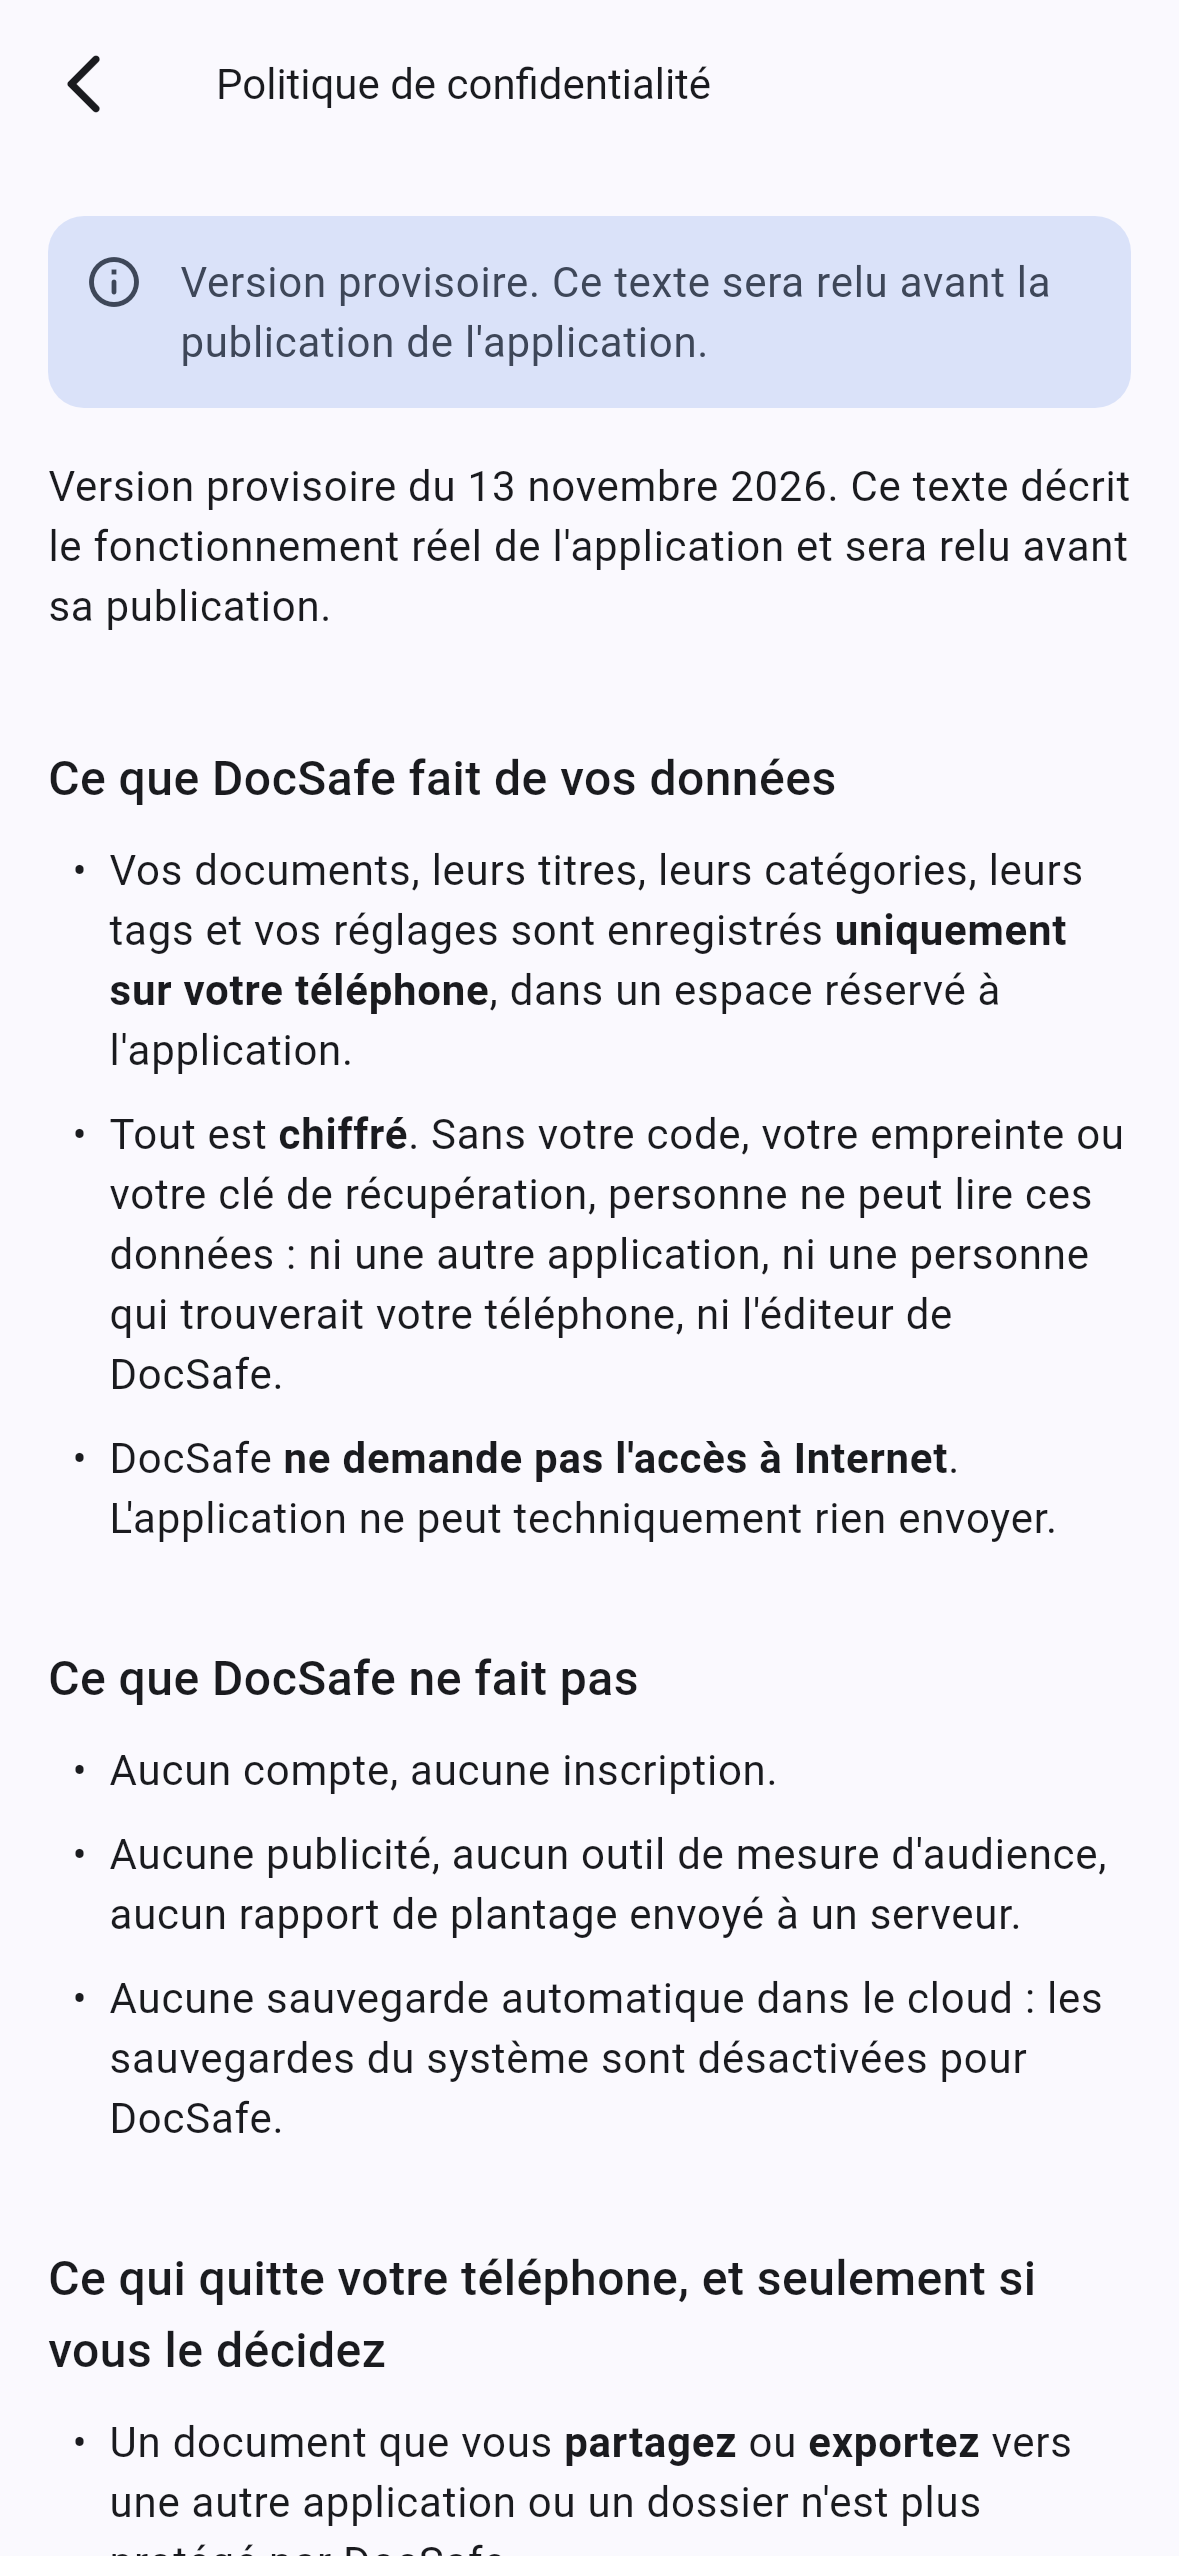 Politique de confidentialité
Version provisoire. Ce texte sera relu avant la
publication de l'application.
Version provisoire du 13 novembre 2026. Ce texte décrit
le fonctionnement réel de l'application et sera relu avant
sa publication.
Ce que DocSafe fait de vos données
• Vos documents, leurs titres, leurs catégories, leurs
tags et vos réglages sont enregistrés uniquement
sur votre téléphone, dans un espace réservé à
l'application.
• Tout est chiffré. Sans votre code, votre empreinte ou
votre clé de récupération, personne ne peut lire ces
données : ni une autre application, ni une personne
qui trouverait votre téléphone, ni l'éditeur de
DocSafe.
• DocSafe ne demande pas l'accès à Internet.
L'application ne peut techniquement rien envoyer.
Ce que DocSafe ne fait pas
• Aucun compte, aucune inscription.
• Aucune publicité, aucun outil de mesure d'audience,
aucun rapport de plantage envoyé à un serveur.
• Aucune sauvegarde automatique dans le cloud : les
sauvegardes du système sont désactivées pour
DocSafe.
Ce qui quitte votre téléphone, et seulement si
vous le décidez
• Un document que vous partagez ou exportez vers
une autre application ou un dossier n'est plus
protégé par DocSafe